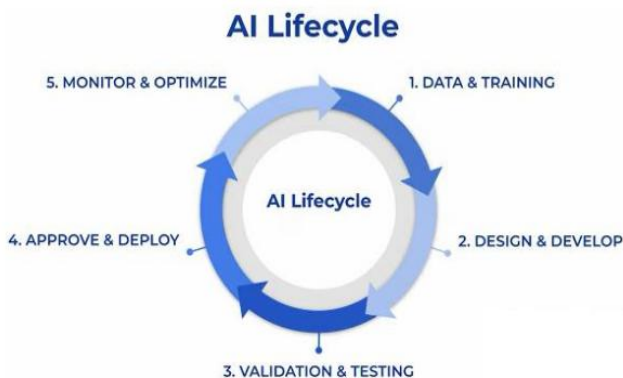 AI Lifecycle
5. MONITOR & OPTIMIZE
1. DATA & TRAINING
AI Lifecycle
4. APPROVE & DEPLOY
2. DESIGN & DEVELOP
3. VALIDATION & TESTING